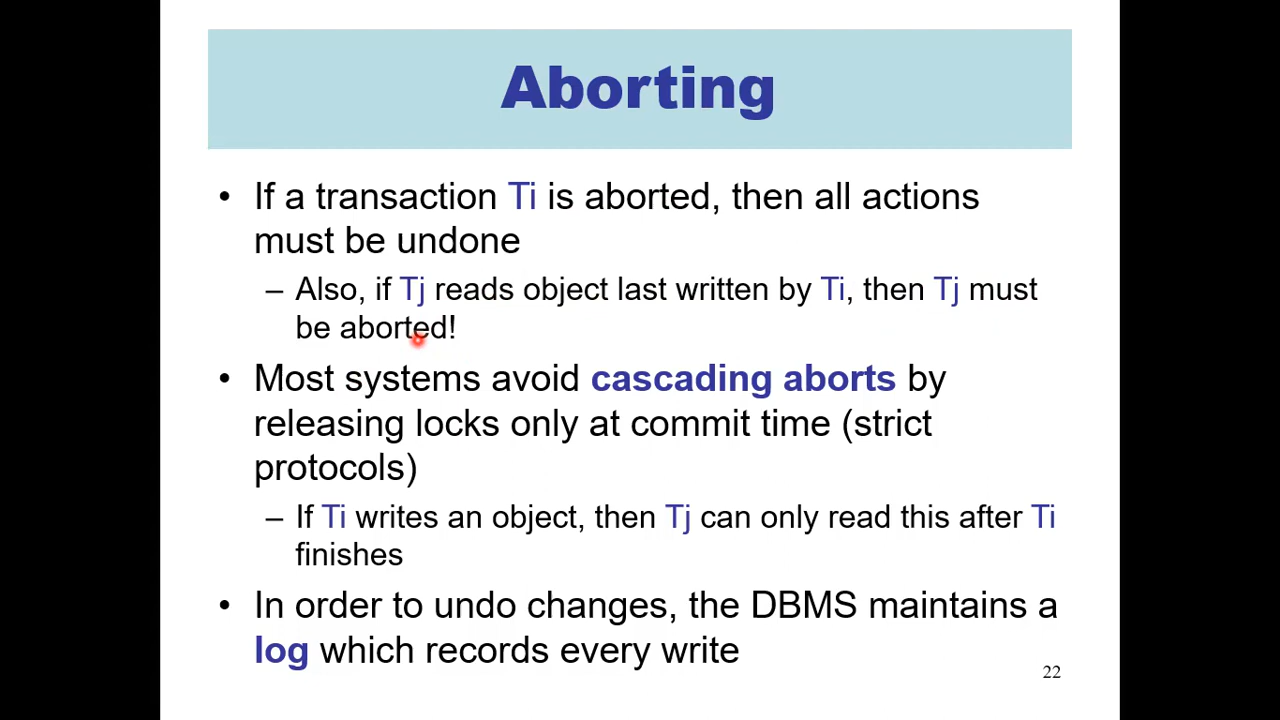 Aborting
• If a transaction Ti is aborted, then all actions
must be undone
– Also, if Tj reads object last written by Ti, then Tj must
be aborted!
• Most systems avoid cascading aborts by
releasing locks only at commit time (strict
protocols)
– If Ti writes an object, then Tj can only read this after Ti
finishes
• In order to undo changes, the DBMS maintains a
log which records every write
22